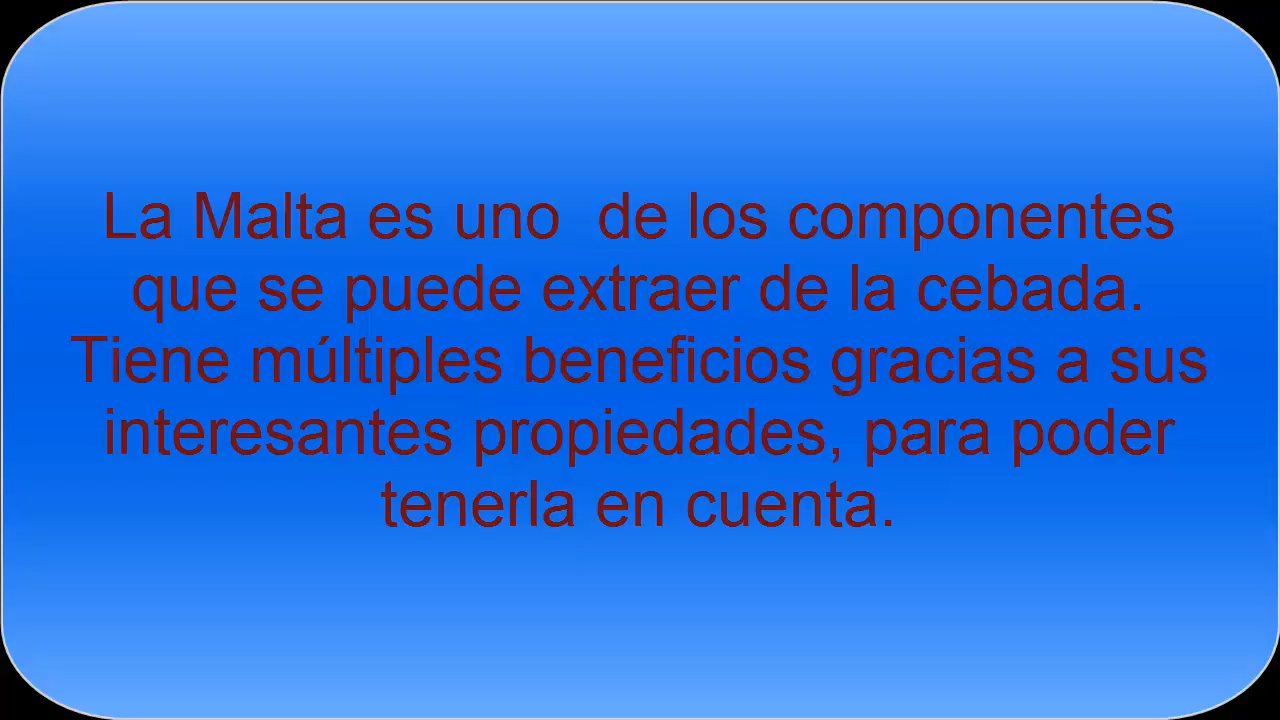 La Malta es uno  de los componentes
que se puede extraer de la cebada.
Tiene múltiples beneficios gracias a sus
interesantes propiedades, para poder
tenerla en cuenta.